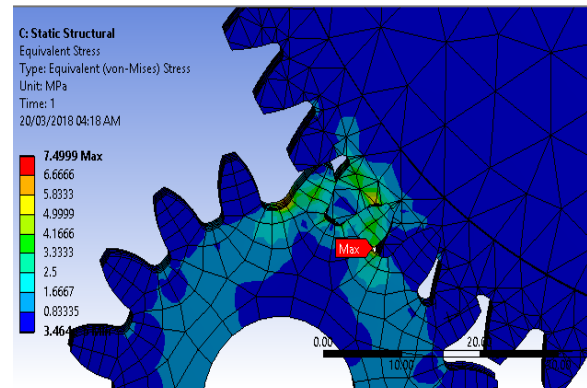 C: Static Structural
Equivalent Stress
Type: Equivalent (von-Mises) Stress
Unit: MPa
Time: 1
20/03/2018 04:18 AM
7.4999 Max
6.6666
5.8333
4.9999
4.1666
3.3333
2.5
1.6667
0.83335
3.464
Max
0.00
10.00
20.00